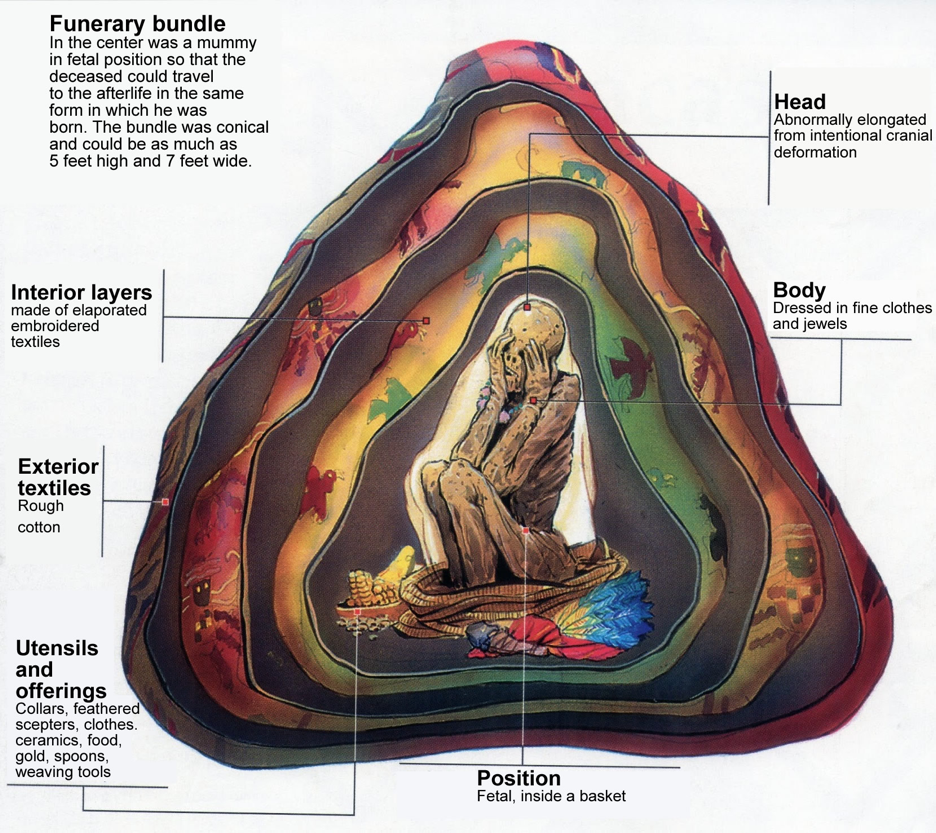 Funerary bundle
In the center was a mummy
in fetal position so that the
deceased could travel
to the afterlife in the same
form in which he was
born. The bundle was conical
and could be as much as
5 feet high and 7 feet wide.
Head
Abnormally elongated
from intentional cranial
deformation
Interior layers
made of elaporated
embroidered
textiles
Body
Dressed in fine clothes
and jewels
Exterior
textiles
Rough
cotton
Utensils
and
offerings
Collars, feathered
scepters, clothes.
ceramics, food,
gold, spoons,
weaving tools
Position
Fetal, inside a basket